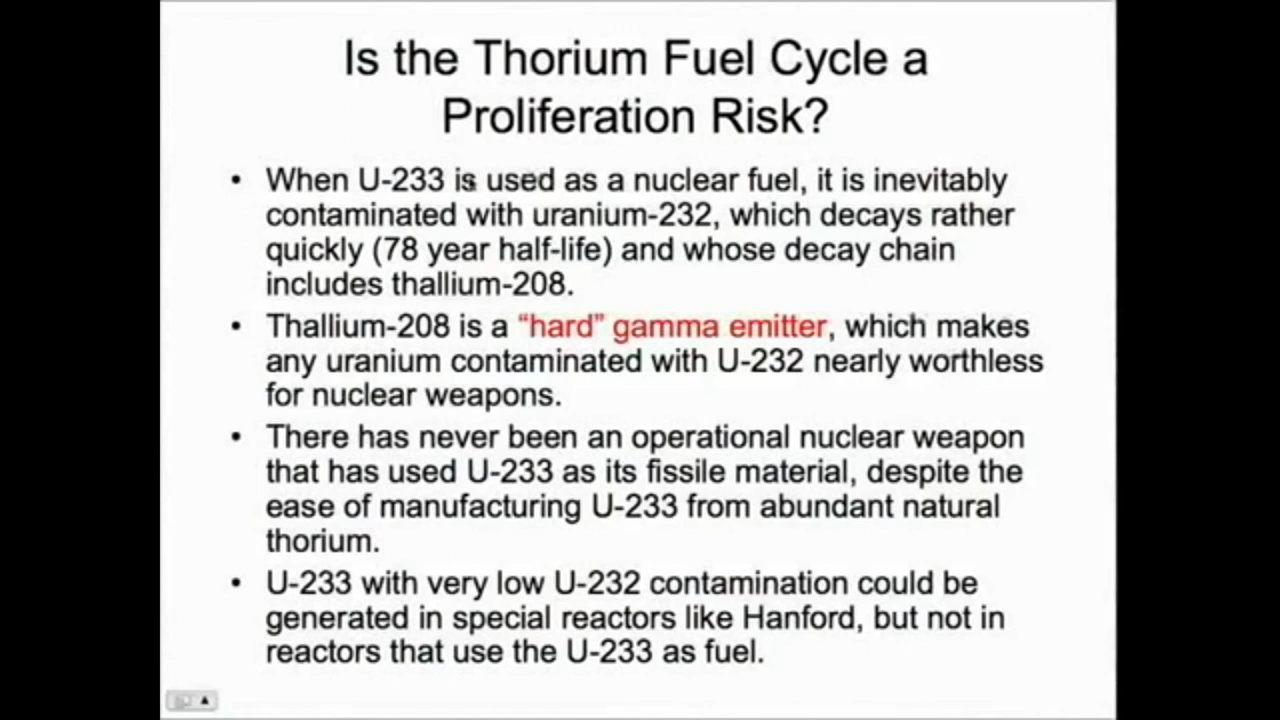 Is the Thorium Fuel Cycle a
Proliferation Risk?
• When U-233 is used as a nuclear fuel, it is inevitably
contaminated with uranium-232, which decays rather
quickly (78 year half-life) and whose decay chain
includes thallium-208.
• Thallium-208 is a “hard” gamma emitter, which makes
any uranium contaminated with U-232 nearly worthless
for nuclear weapons.
• There has never been an operational nuclear weapon
that has used U-233 as its fissile material, despite the
ease of manufacturing U-233 from abundant natural
thorium.
• U-233 with very low U-232 contamination could be
generated in special reactors like Hanford, but not in
reactors that use the U-233 as fuel.